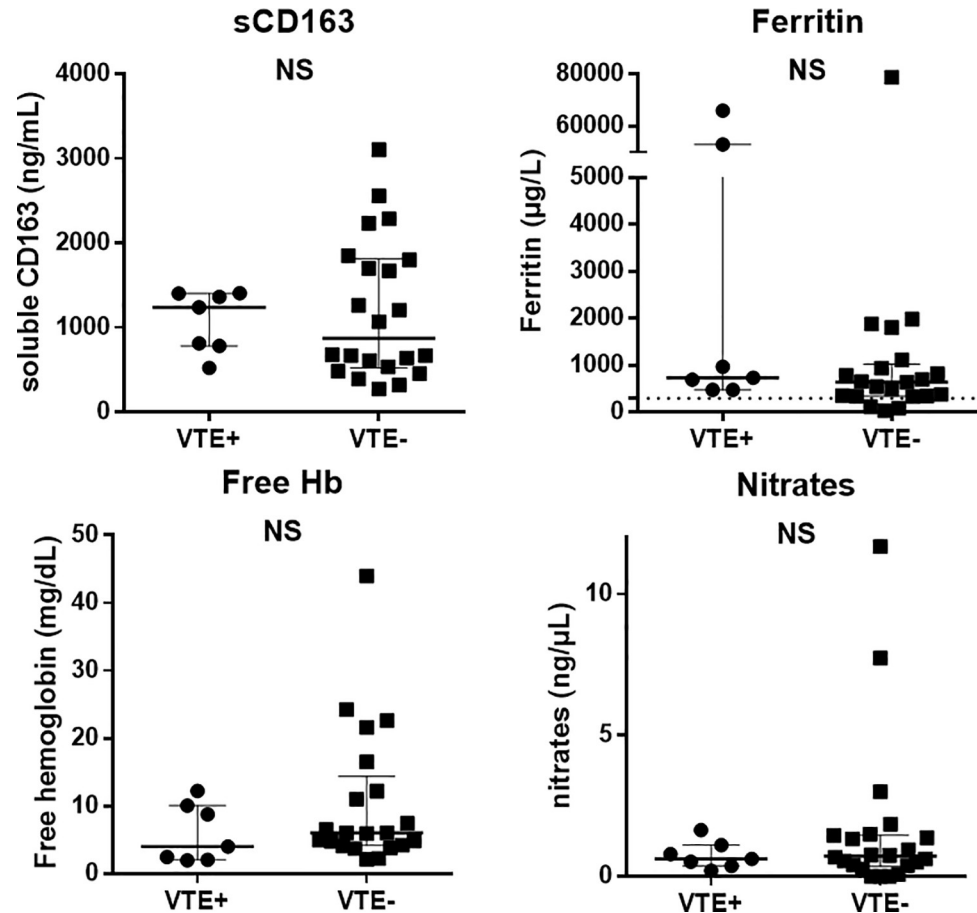 sCD163
NS
soluble CD163 (ng/mL)
4000
3000
2000
1000
0
VTE+ VTE-
Ferritin
NS
Ferritin (µg/L)
80000
60000
5000
4000
3000
2000
1000
0
VTE+ VTE-
Free Hb
NS
Free hemoglobin (mg/dL)
50
40
30
20
10
0
VTE+ VTE-
Nitrates
NS
nitrates (ng/µL)
10
5
0
VTE+ VTE-